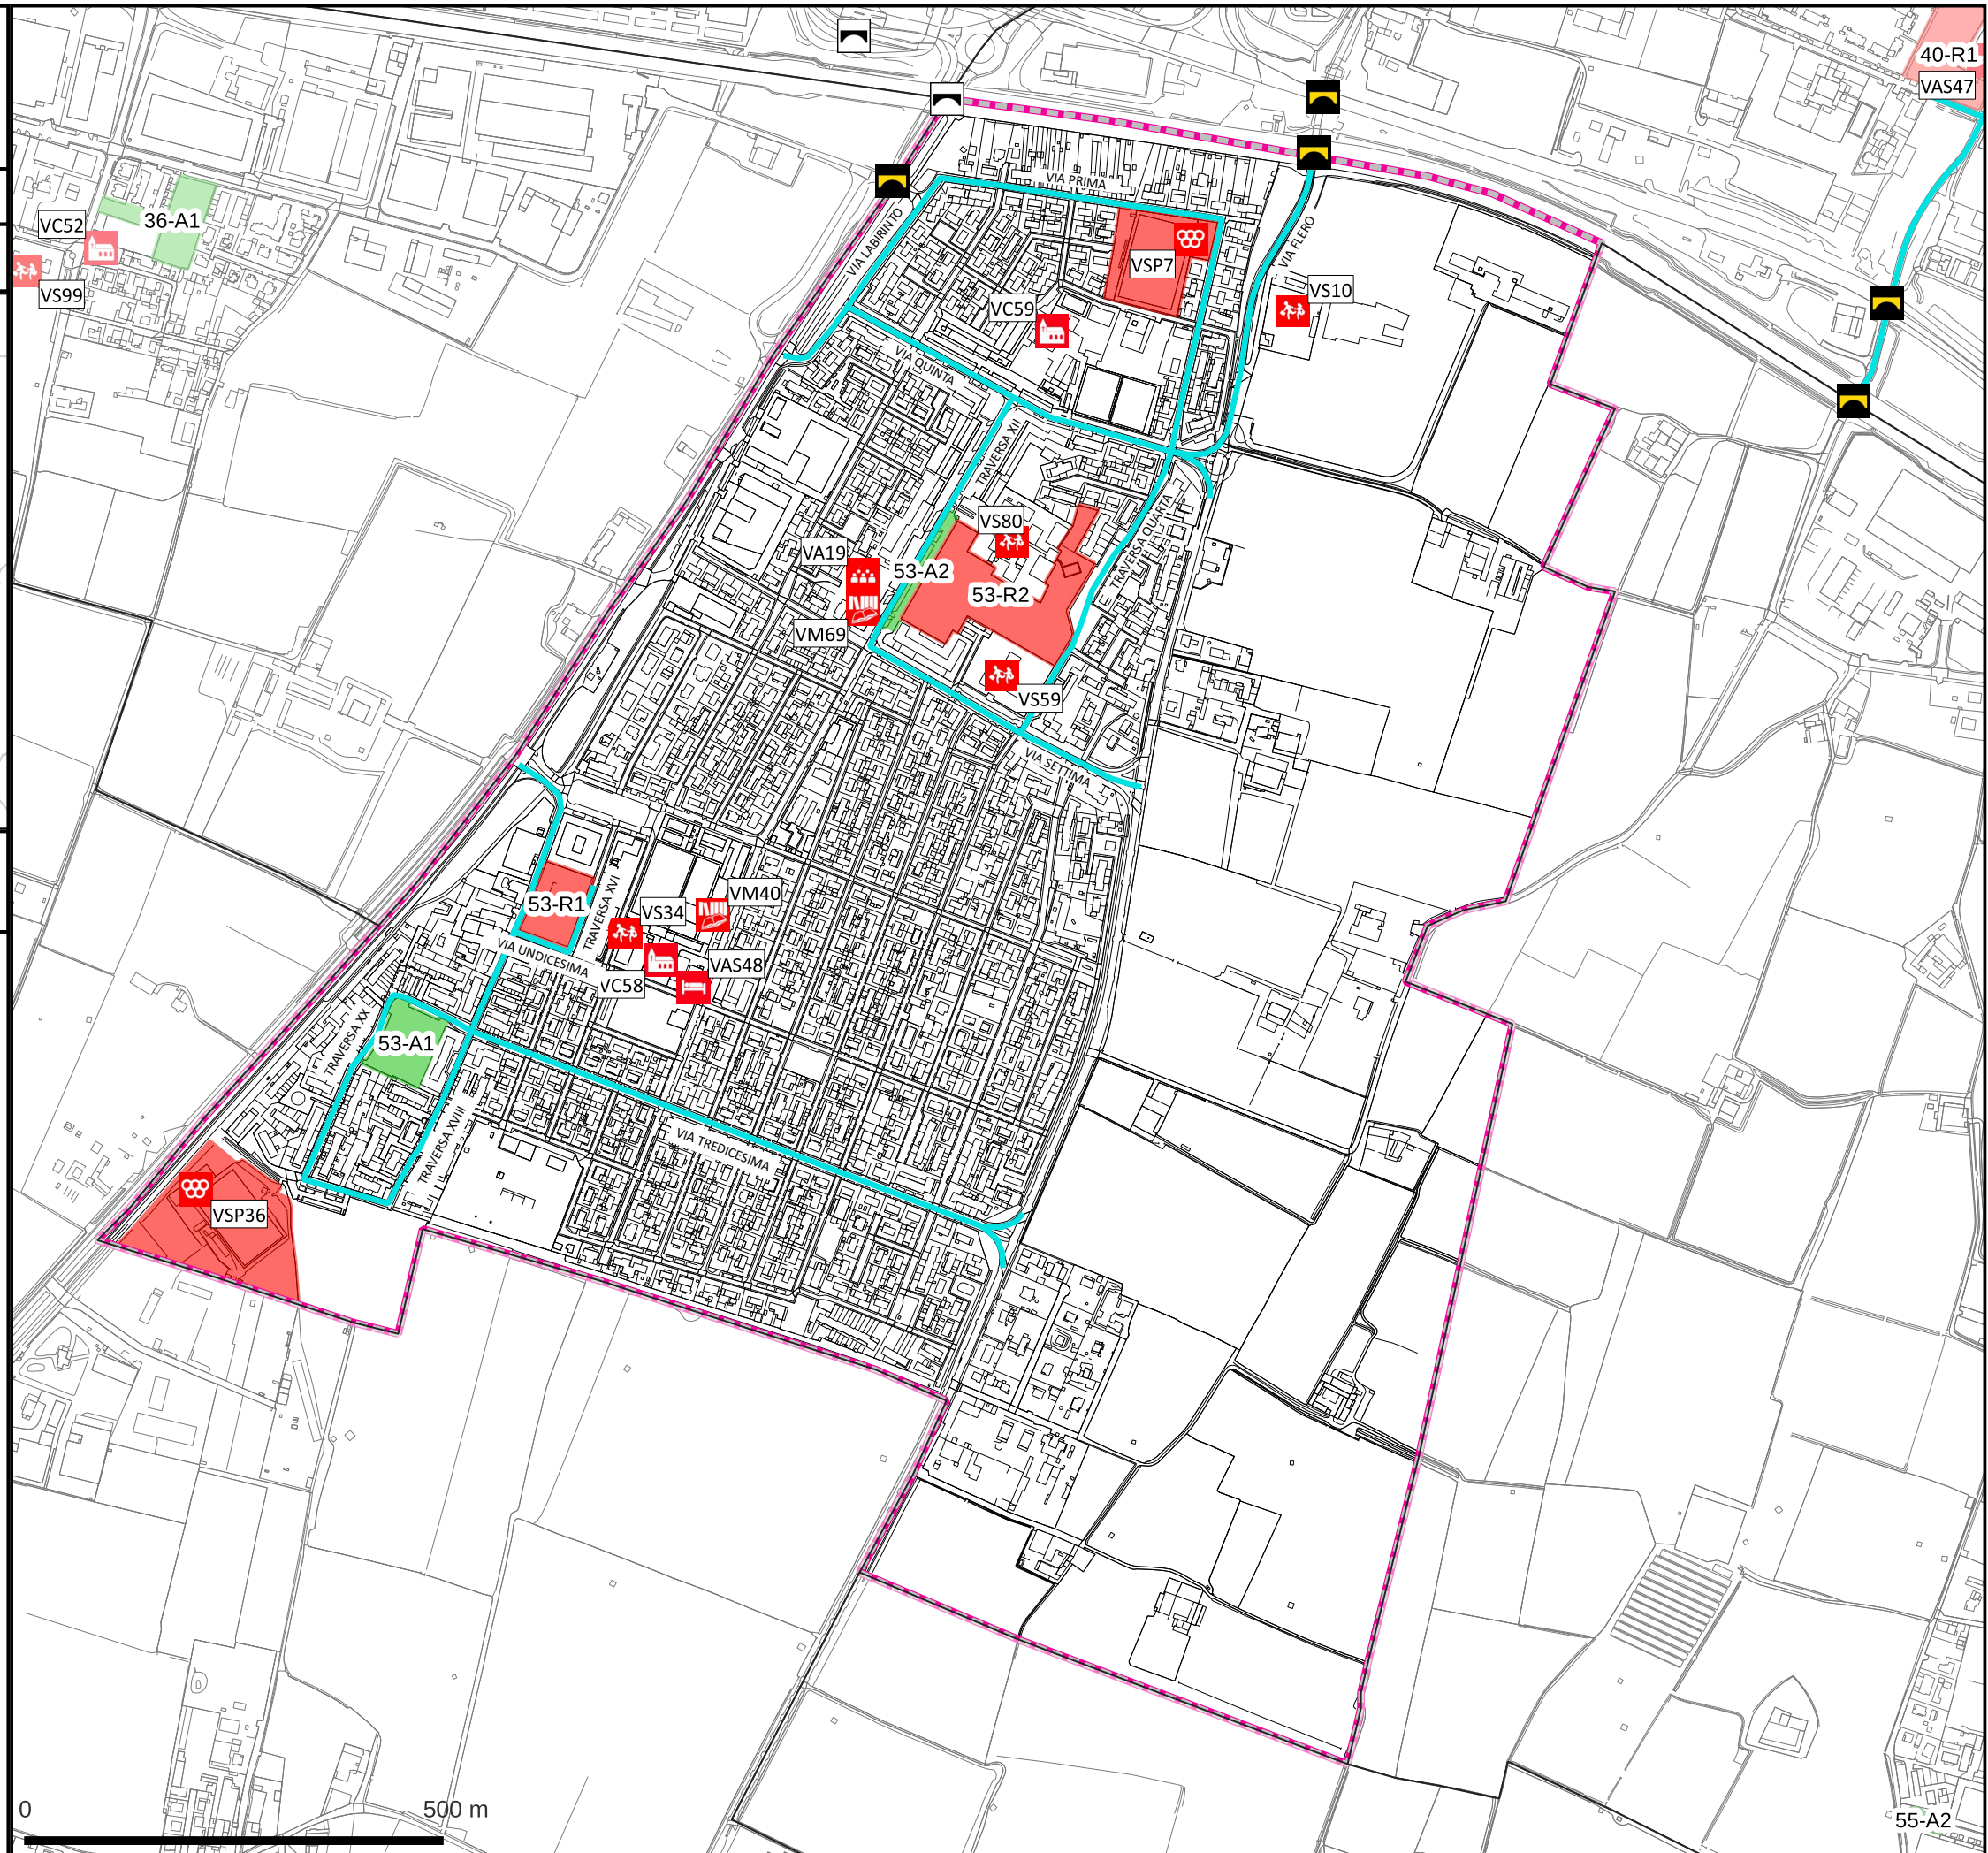 40-R1
VAS47
VIA PRIMA
36-A1
VC52
VIA LABIRINTO
VIA FLERO
VSP7
VS99
VS10
VC59
VIA QUINTA
TRAVERSA XII
VS80
TRAVERSA QUARTA
VA19
53-A2
53-R2
VM69
VS59
VIA SETTIMA
VM40
53-R1
VS34
TRAVERSA XVI
VIA UNDICESIMA
VAS48
VC58
TRAVERSA XX
53-A1
TRAVERSA XVIII
VIA TREDICESIMA
VSP36
0
500 m
55-A2